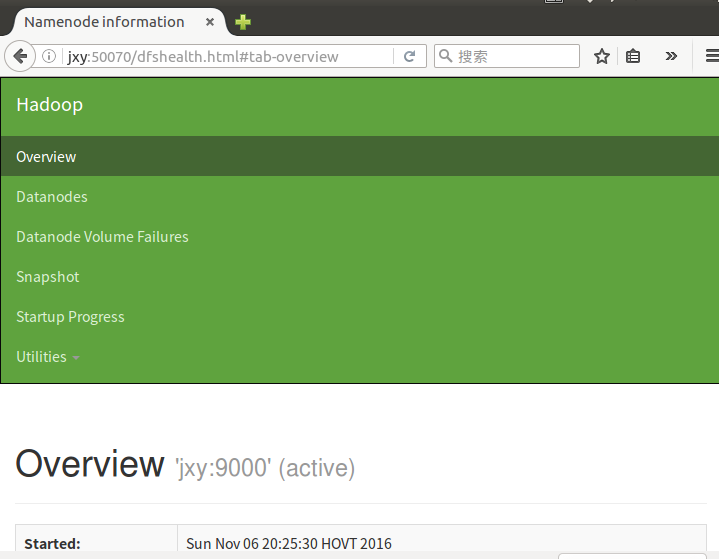 Namenode information
jxy:50070/dfshealth.html#tab-overview
搜索
Hadoop
Overview
Datanodes
Datanode Volume Failures
Snapshot
Startup Progress
Utilities
Overview 'jxy:9000' (active)
Started: Sun Nov 06 20:25:30 HOVT 2016